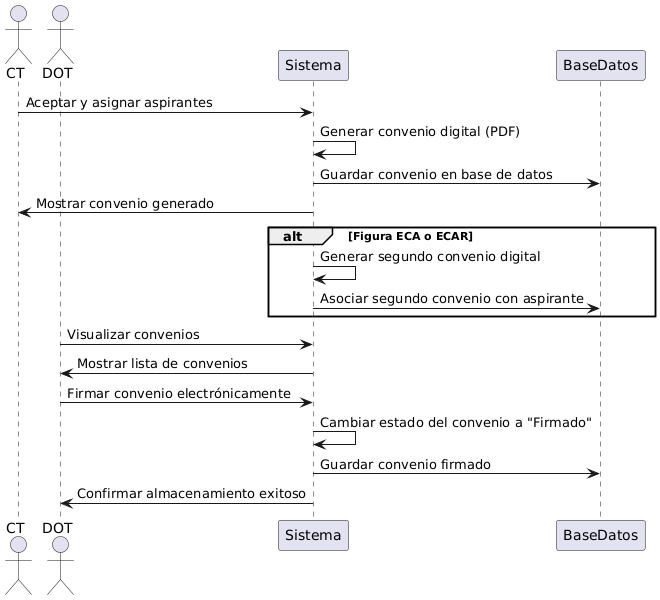 CT DOT Sistema BaseDatos
Aceptar y asignar aspirantes
Generar convenio digital (PDF)
Guardar convenio en base de datos
Mostrar convenio generado
alt [Figura ECA o ECAR]
Generar segundo convenio digital
Asociar segundo convenio con aspirante
Visualizar convenios
Mostrar lista de convenios
Firmar convenio electrónicamente
Cambiar estado del convenio a "Firmado"
Guardar convenio firmado
Confirmar almacenamiento exitoso
CT DOT Sistema BaseDatos